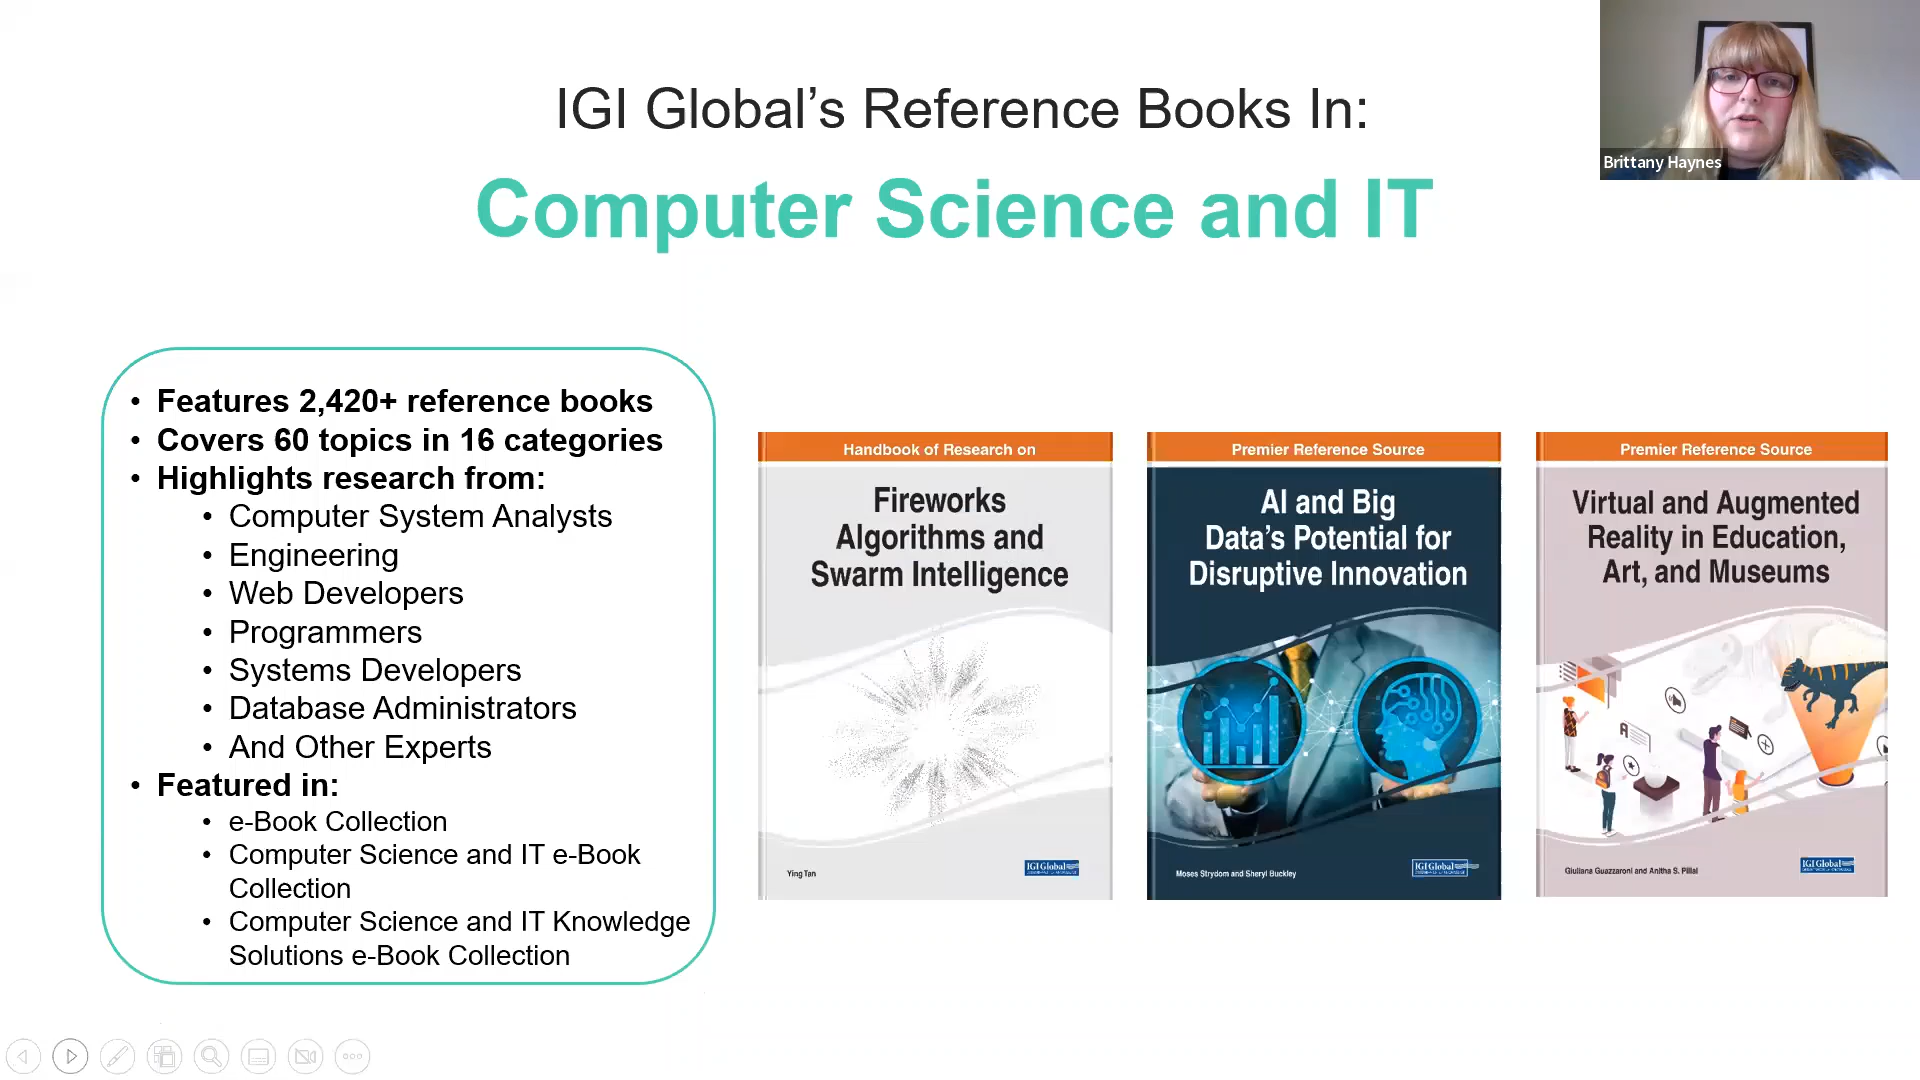 IGI Global’s Reference Books In:
Computer Science and IT
Brittany Haynes
• Features 2,420+ reference books
• Covers 60 topics in 16 categories
• Highlights research from:
• Computer System Analysts
• Engineering
• Web Developers
• Programmers
• Systems Developers
• Database Administrators
• And Other Experts
• Featured in:
• e-Book Collection
• Computer Science and IT e-Book
Collection
• Computer Science and IT Knowledge
Solutions e-Book Collection
Handbook of Research on
Fireworks
Algorithms and
Swarm Intelligence
Ying Tan
IGI Global
Premier Reference Source
AI and Big
Data’s Potential for
Disruptive Innovation
Moses Strydom and Sheryl Buckley
IGI Global
Premier Reference Source
Virtual and Augmented
Reality in Education,
Art, and Museums
A
Giuliana Guazzaroni and Anitha S. Pillai
IGI Global